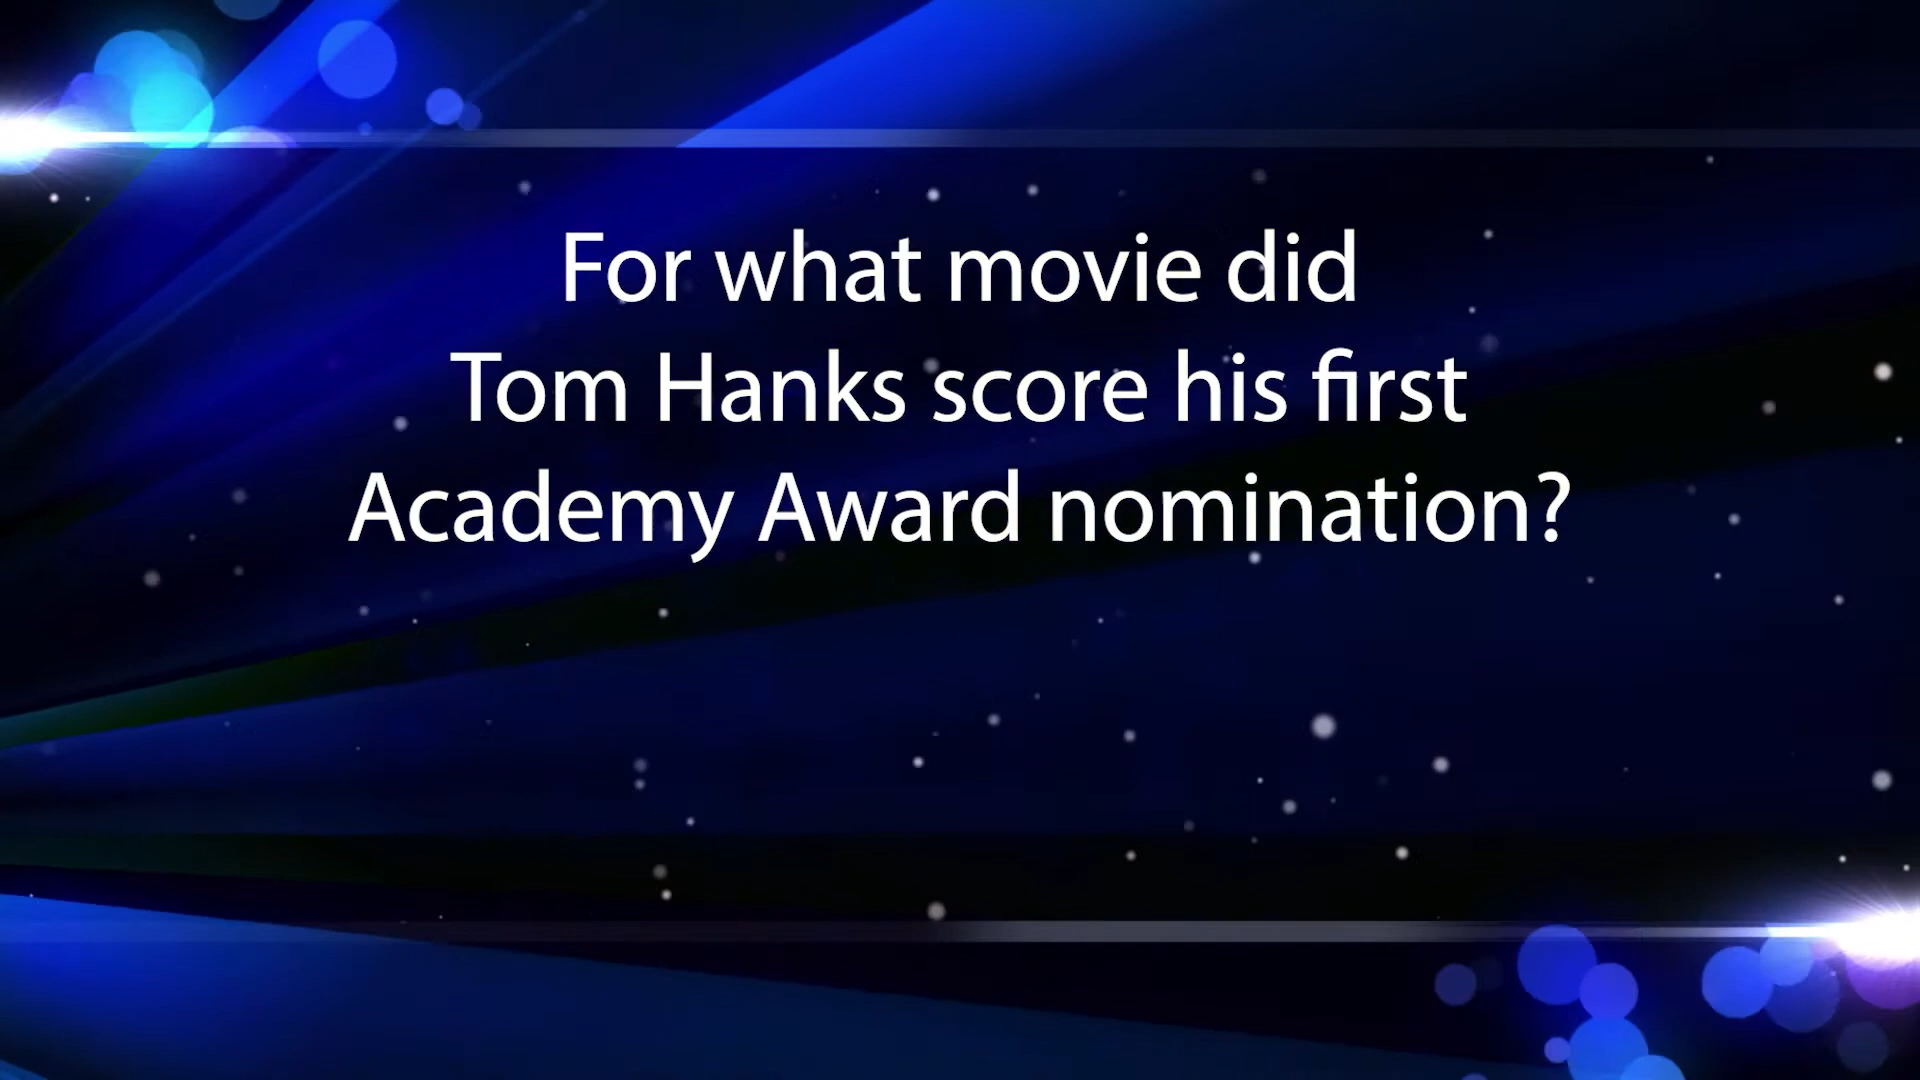 For what movie did
Tom Hanks score his first
Academy Award nomination?